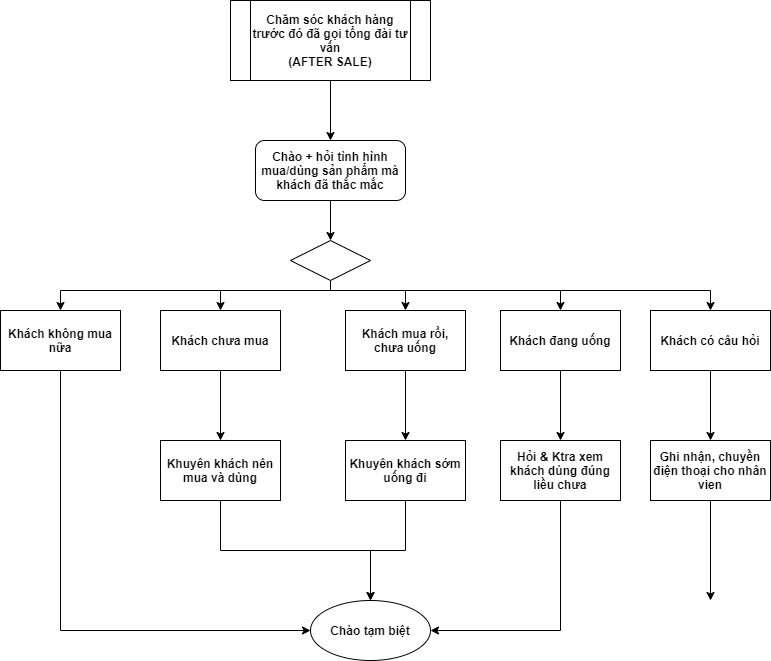 Chăm sóc khách hàng
trước đó đã gọi tổng đài tư
vấn
(AFTER SALE)
Chào + hỏi tình hình
mua/dùng sản phẩm mà
khách đã thắc mắc
Khách không mua
nữa
Khách chưa mua
Khách mua rồi,
chưa uống
Khách đang uống
Khách có câu hỏi
Khuyên khách nên
mua và dùng
Khuyên khách sớm
uống đi
Hỏi & Ktra xem
khách dùng đúng
liều chưa
Ghi nhận, chuyển
điện thoại cho nhân
vien
Chào tạm biệt